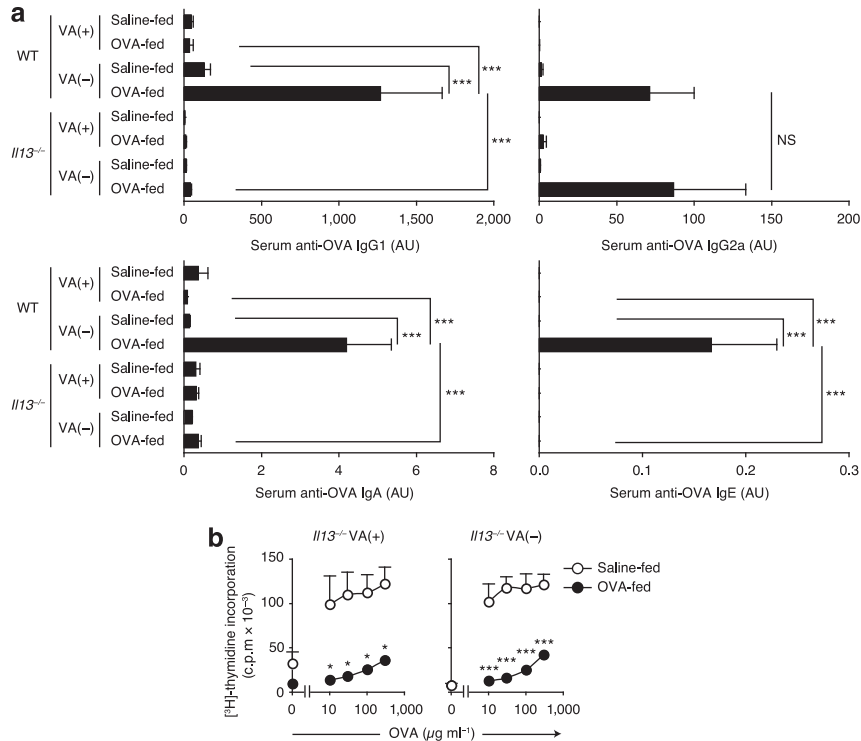 a
WT
VA(+)
Saline-fed
OVA-fed
VA(−)
Saline-fed
OVA-fed
Il13−/−
VA(+)
Saline-fed
OVA-fed
VA(−)
Saline-fed
OVA-fed
***
***
***
0 500 1,000 1,500 2,000
Serum anti-OVA IgG1 (AU)
NS
0 50 100 150 200
Serum anti-OVA IgG2a (AU)
WT
VA(+)
Saline-fed
OVA-fed
VA(−)
Saline-fed
OVA-fed
Il13−/−
VA(+)
Saline-fed
OVA-fed
VA(−)
Saline-fed
OVA-fed
***
***
***
0 2 4 6 8
Serum anti-OVA IgA (AU)
***
***
***
0.0 0.1 0.2 0.3
Serum anti-OVA IgE (AU)
b
Il13−/− VA(+)
Il13−/− VA(−)
Saline-fed
OVA-fed
[³H]-thymidine incorporation
(c.p.m × 10⁻³)
150
100
50
0
* * * *
*** *** *** ***
0 10 100 1,000
0 10 100 1,000
OVA (µg ml⁻¹)